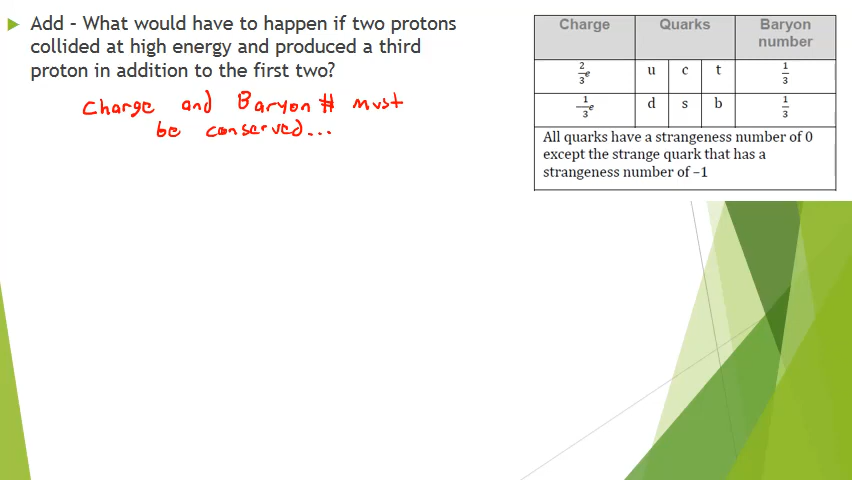 Add – What would have to happen if two protons
collided at high energy and produced a third
proton in addition to the first two?
Charge and Baryon # must
be conserved...
Charge Quarks Baryon number
2/3 e u c t 1/3
-1/3 e d s b 1/3
All quarks have a strangeness number of 0
except the strange quark that has a
strangeness number of –1